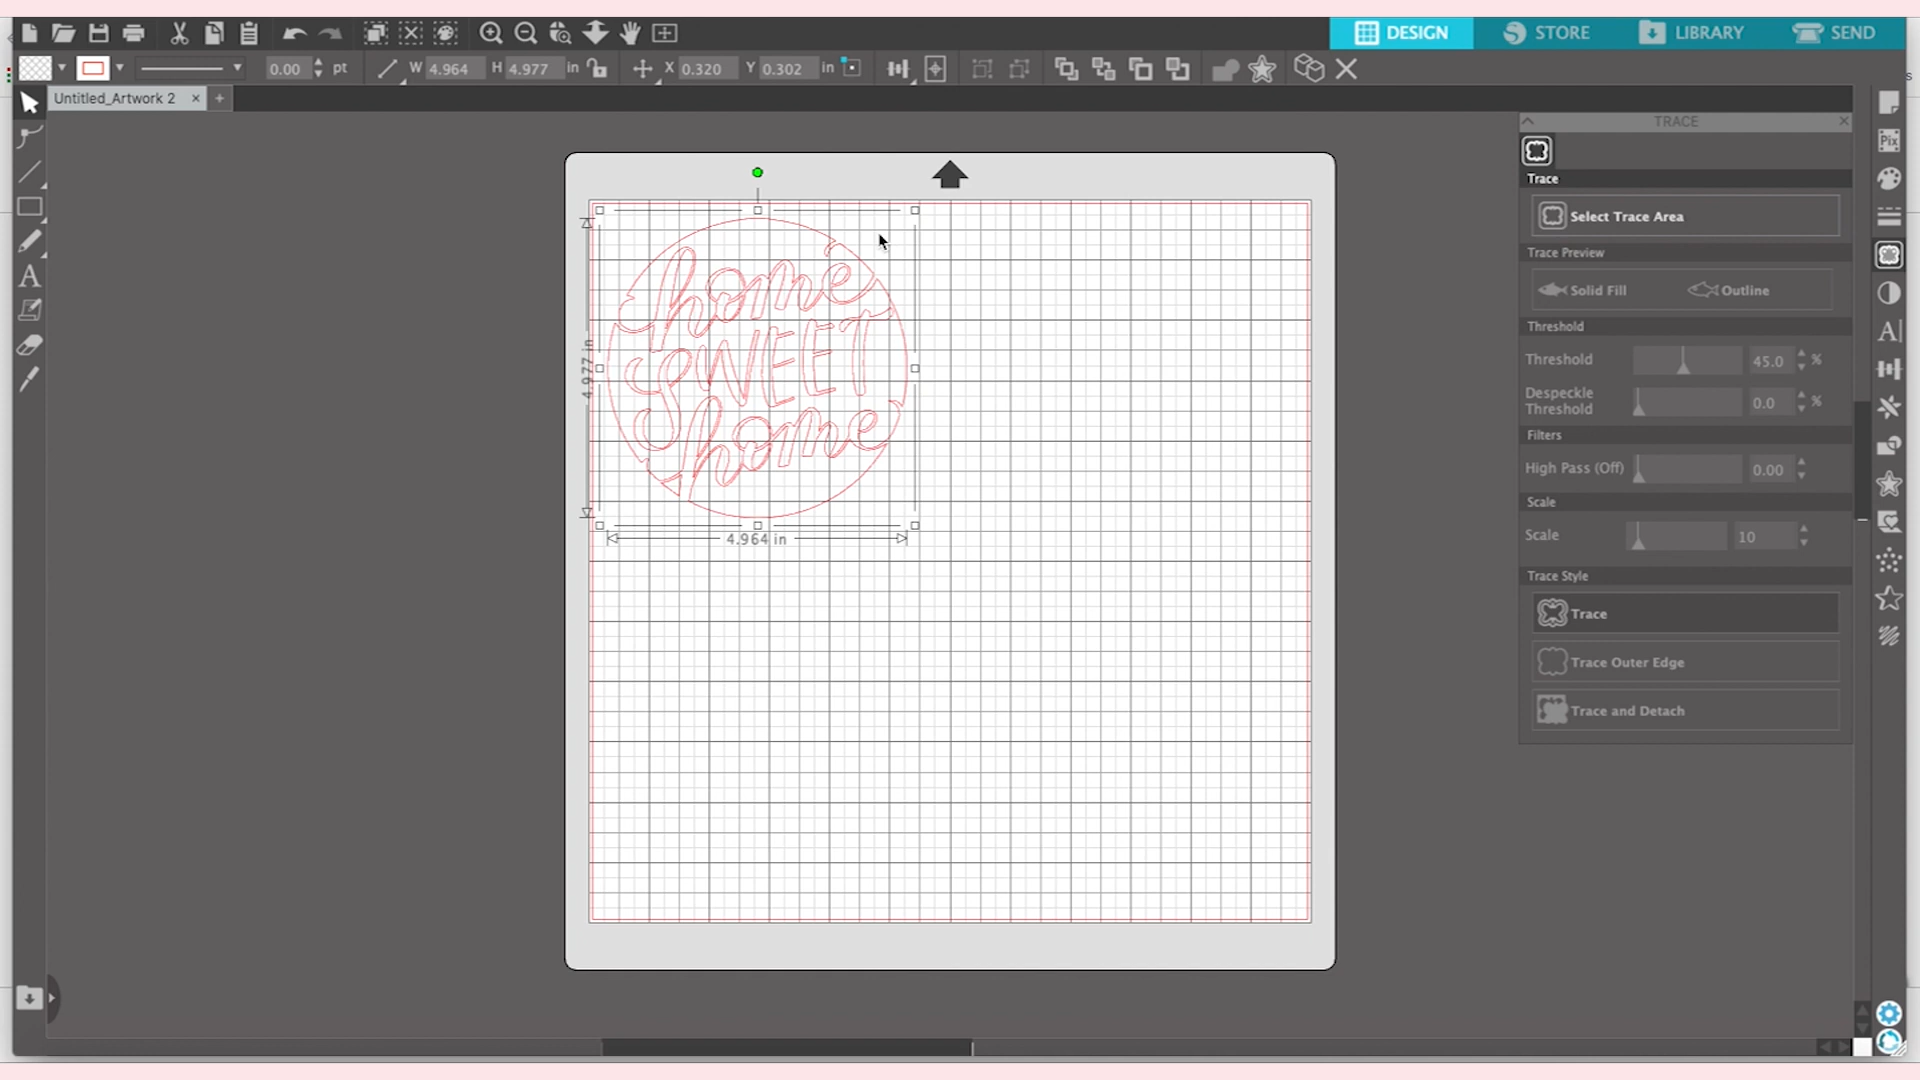 DESIGN STORE LIBRARY SEND
0.00 pt W 4.964 H 4.977 in X 0.320 Y 0.302 in
Untitled_Artwork 2 × +
TRACE
Trace
Select Trace Area
Trace Preview
Solid Fill Outline
Threshold
Threshold 45.0 %
Despeckle
Threshold 0.0 %
Filters
High Pass (Off) 0.00
Scale
Scale 10
Trace Style
Trace
Trace Outer Edge
Trace and Detach
home
SWEET
home
4.977 in
4.964 in